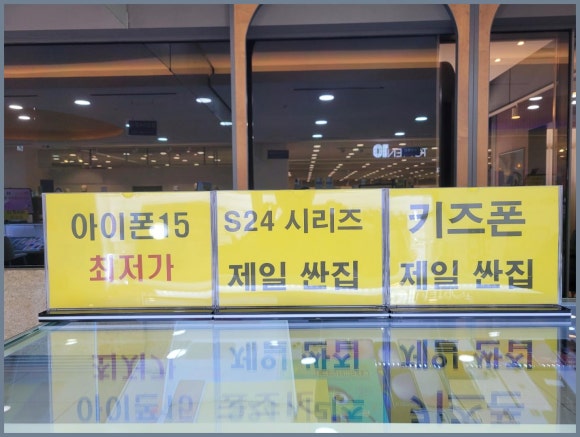 아이폰15
최저가
S24 시리즈
제일 싼집
키즈폰
제일 싼집